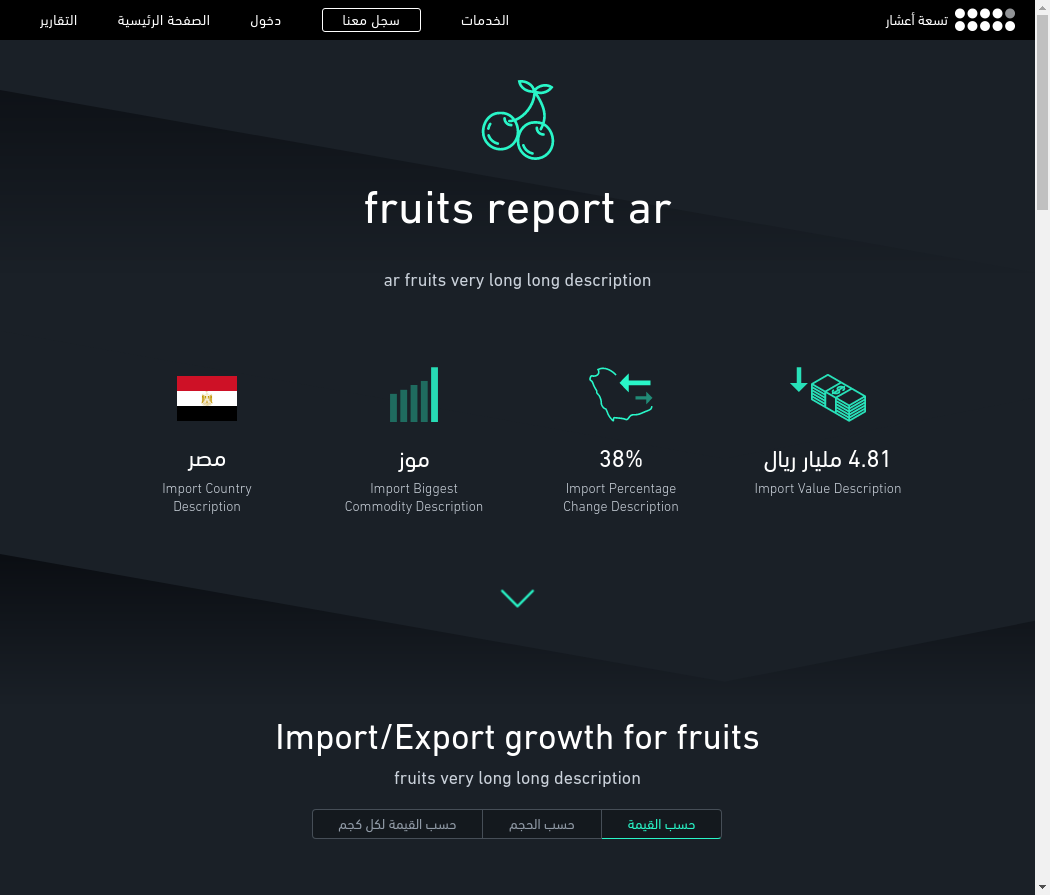 تسعة أعشار
الخدمات
سجل معنا
دخول
الصفحة الرئيسية
التقارير
fruits report ar
ar fruits very long long description
4.81 مليار ريال
Import Value Description
38%
Import Percentage
Change Description
موز
Import Biggest
Commodity Description
مصر
Import Country
Description
Import/Export growth for fruits
fruits very long long description
حسب القيمة
حسب الحجم
حسب القيمة لكل كجم